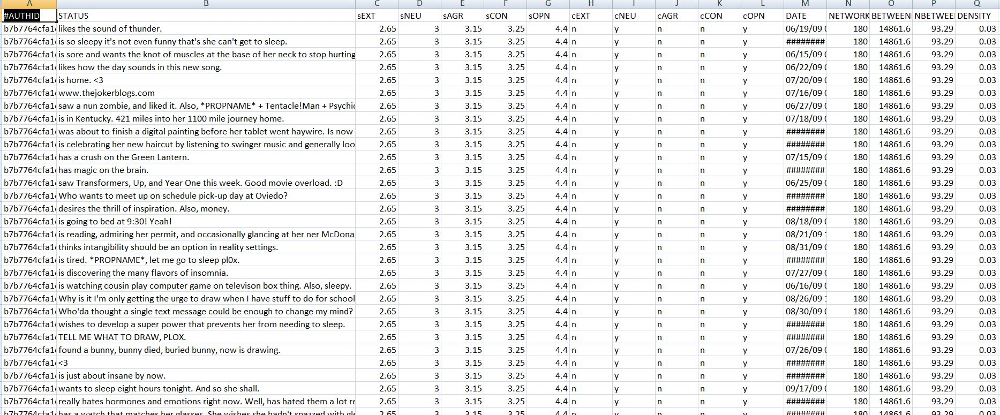 A B C D E F G H I J K L M N O P Q
#AUTHID STATUS sEXT sNEU sAGR sCON sOPN cEXT cNEU cAGR cCON cOPN DATE NETWORK BETWEEN NBETWEE DENSITY
b7b7764cfa1 likes the sound of thunder. 2.65 3 3.15 3.25 4.4 n y n n y 06/19/09 0 180 14861.6 93.29 0.03
b7b7764cfa1 is so sleepy it's not even funny that's she can't get to sleep. 2.65 3 3.15 3.25 4.4 n y n n y ######## 180 14861.6 93.29 0.03
b7b7764cfa1 is sore and wants the knot of muscles at the base of her neck to stop hurting 2.65 3 3.15 3.25 4.4 n y n n y 06/15/09 0 180 14861.6 93.29 0.03
b7b7764cfa1 likes how the day sounds in this new song. 2.65 3 3.15 3.25 4.4 n y n n y 06/22/09 0 180 14861.6 93.29 0.03
b7b7764cfa1 is home. <3 2.65 3 3.15 3.25 4.4 n y n n y 07/20/09 0 180 14861.6 93.29 0.03
b7b7764cfa1 www.thejokerblogs.com 2.65 3 3.15 3.25 4.4 n y n n y 07/16/09 0 180 14861.6 93.29 0.03
b7b7764cfa1 saw a nun zombie, and liked it. Also, *PROPNAME* + Tentacle!Man + Psychic 2.65 3 3.15 3.25 4.4 n y n n y 06/27/09 0 180 14861.6 93.29 0.03
b7b7764cfa1 is in Kentucky. 421 miles into her 1100 mile journey home. 2.65 3 3.15 3.25 4.4 n y n n y 07/18/09 0 180 14861.6 93.29 0.03
b7b7764cfa1 was about to finish a digital painting before her tablet went haywire. Is now 2.65 3 3.15 3.25 4.4 n y n n y ######## 180 14861.6 93.29 0.03
b7b7764cfa1 is celebrating her new haircut by listening to swinger music and generally loo 2.65 3 3.15 3.25 4.4 n y n n y ######## 180 14861.6 93.29 0.03
b7b7764cfa1 has a crush on the Green Lantern. 2.65 3 3.15 3.25 4.4 n y n n y 07/15/09 0 180 14861.6 93.29 0.03
b7b7764cfa1 has magic on the brain. 2.65 3 3.15 3.25 4.4 n y n n y ######## 180 14861.6 93.29 0.03
b7b7764cfa1 saw Transformers, Up, and Year One this week. Good movie overload. :D 2.65 3 3.15 3.25 4.4 n y n n y 06/25/09 0 180 14861.6 93.29 0.03
b7b7764cfa1 Who wants to meet up on schedule pick-up day at Oviedo? 2.65 3 3.15 3.25 4.4 n y n n y ######## 180 14861.6 93.29 0.03
b7b7764cfa1 desires the thrill of inspiration. Also, money. 2.65 3 3.15 3.25 4.4 n y n n y ######## 180 14861.6 93.29 0.03
b7b7764cfa1 is going to bed at 9:30! Yeah! 2.65 3 3.15 3.25 4.4 n y n n y 08/18/09 0 180 14861.6 93.29 0.03
b7b7764cfa1 is reading, admiring her permit, and occasionally glancing at her ner McDona 2.65 3 3.15 3.25 4.4 n y n n y 08/21/09 1 180 14861.6 93.29 0.03
b7b7764cfa1 thinks intangibility should be an option in reality settings. 2.65 3 3.15 3.25 4.4 n y n n y 08/31/09 0 180 14861.6 93.29 0.03
b7b7764cfa1 is tired. *PROPNAME*, let me go to sleep pl0x. 2.65 3 3.15 3.25 4.4 n y n n y ######## 180 14861.6 93.29 0.03
b7b7764cfa1 is discovering the many flavors of insomnia. 2.65 3 3.15 3.25 4.4 n y n n y 07/27/09 0 180 14861.6 93.29 0.03
b7b7764cfa1 is watching cousin play computer game on televison box thing. Also, sleepy. 2.65 3 3.15 3.25 4.4 n y n n y 06/16/09 0 180 14861.6 93.29 0.03
b7b7764cfa1 Why is it I'm only getting the urge to draw when I have stuff to do for school 2.65 3 3.15 3.25 4.4 n y n n y 08/26/09 1 180 14861.6 93.29 0.03
b7b7764cfa1 Who'da thought a single text message could be enough to change my mind? 2.65 3 3.15 3.25 4.4 n y n n y 08/30/09 0 180 14861.6 93.29 0.03
b7b7764cfa1 wishes to develop a super power that prevents her from needing to sleep. 2.65 3 3.15 3.25 4.4 n y n n y ######## 180 14861.6 93.29 0.03
b7b7764cfa1 TELL ME WHAT TO DRAW, PLOX. 2.65 3 3.15 3.25 4.4 n y n n y ######## 180 14861.6 93.29 0.03
b7b7764cfa1 found a bunny, bunny died, buried bunny, now is drawing. 2.65 3 3.15 3.25 4.4 n y n n y 07/26/09 0 180 14861.6 93.29 0.03
b7b7764cfa1 <3 2.65 3 3.15 3.25 4.4 n y n n y ######## 180 14861.6 93.29 0.03
b7b7764cfa1 is just about insane by now. 2.65 3 3.15 3.25 4.4 n y n n y ######## 180 14861.6 93.29 0.03
b7b7764cfa1 wants to sleep eight hours tonight. And so she shall. 2.65 3 3.15 3.25 4.4 n y n n y 09/17/09 0 180 14861.6 93.29 0.03
b7b7764cfa1 really hates hormones and emotions right now. Well, has hated them a lot re 2.65 3 3.15 3.25 4.4 n y n n y ######## 180 14861.6 93.29 0.03
b7b7764cfa1 has a watch that matches her glasses. She wishes she hadn't spazzed with gle 2.65 3 3.15 3.25 4.4 n y n n y ######## 180 14861.6 93.29 0.03